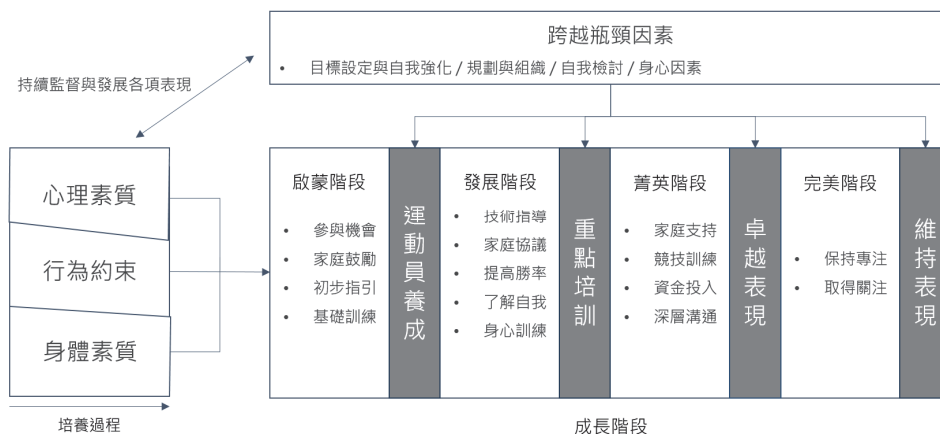 跨越瓶頸因素
• 目標設定與自我強化 / 規劃與組織 / 自我檢討 / 身心因素
持續監督與發展各項表現
心理素質
行為約束
身體素質
培養過程
啟蒙階段
• 參與機會
• 家庭鼓勵
• 初步指引
• 基礎訓練
運動員養成
發展階段
• 技術指導
• 家庭協議
• 提高勝率
• 了解自我
• 身心訓練
重點培訓
菁英階段
• 家庭支持
• 競技訓練
• 資金投入
• 深層溝通
卓越表現
完美階段
• 保持專注
• 取得關注
維持表現
成長階段